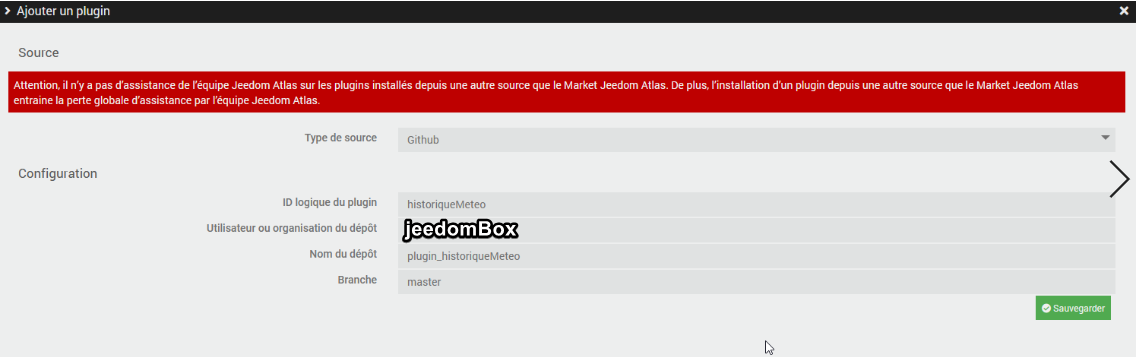 Ajouter un plugin
Source
Attention, il n'y a pas d'assistance de l'équipe Jeedom Atlas sur les plugins installés depuis une autre source que le Market Jeedom Atlas. De plus, l'installation d'un plugin depuis une autre source que le Market Jeedom Atlas
entraine la perte globale d'assistance par l'équipe Jeedom Atlas.
Type de source Github
Configuration
ID logique du plugin historiqueMeteo
Utilisateur ou organisation du dépôt jeedomBox
Nom du dépôt plugin_historiqueMeteo
Branche master
Sauvegarder